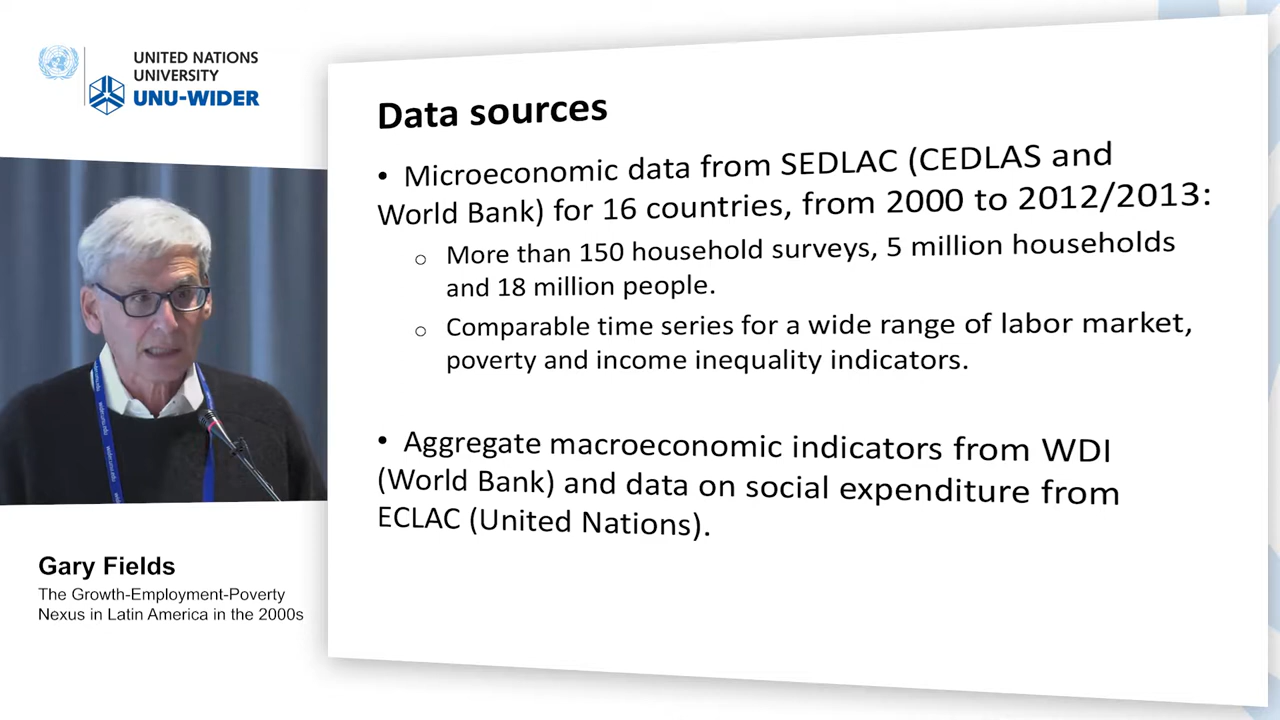 UNITED NATIONS
UNIVERSITY
UNU-WIDER
Data sources
• Microeconomic data from SEDLAC (CEDLAS and
World Bank) for 16 countries, from 2000 to 2012/2013:
o More than 150 household surveys, 5 million households
and 18 million people.
o Comparable time series for a wide range of labor market,
poverty and income inequality indicators.
• Aggregate macroeconomic indicators from WDI
(World Bank) and data on social expenditure from
ECLAC (United Nations).
Gary Fields
The Growth-Employment-Poverty
Nexus in Latin America in the 2000s